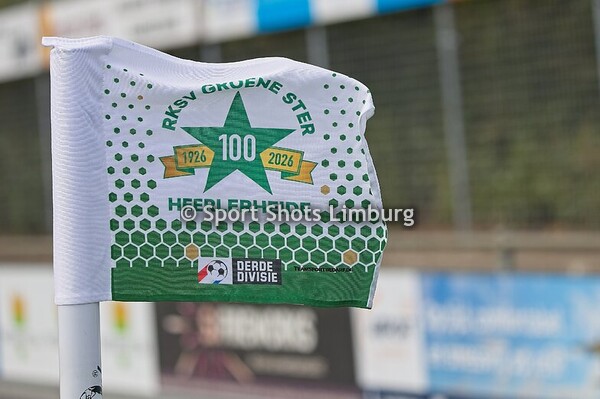 RKSV GROENE STER
100
1926 2026
HEERLERHEIDE
© Sport Shots Limburg
DERDE
DIVISIE